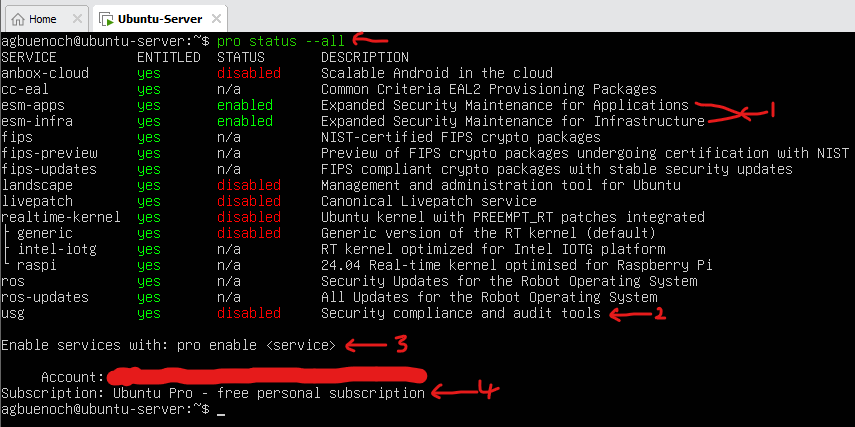 Home × Ubuntu-Server ×
agbuenoch@ubuntu-server:~$ pro status --all
SERVICE ENTITLED STATUS DESCRIPTION
anbox-cloud yes disabled Scalable Android in the cloud
cc-eal yes n/a Common Criteria EAL2 Provisioning Packages
esm-apps yes enabled Expanded Security Maintenance for Applications
esm-infra yes enabled Expanded Security Maintenance for Infrastructure 1
fips yes n/a NIST-certified FIPS crypto packages
fips-preview yes n/a Preview of FIPS crypto packages undergoing certification with NIST
fips-updates yes n/a FIPS compliant crypto packages with stable security updates
landscape yes disabled Management and administration tool for Ubuntu
livepatch yes disabled Canonical Livepatch service
realtime-kernel yes disabled Ubuntu kernel with PREEMPT_RT patches integrated
├ generic yes disabled Generic version of the RT kernel (default)
├ intel-iotg yes n/a RT kernel optimized for Intel IOTG platform
└ raspi yes n/a 24.04 Real-time kernel optimised for Raspberry Pi
ros yes n/a Security Updates for the Robot Operating System
ros-updates yes n/a All Updates for the Robot Operating System
usg yes disabled Security compliance and audit tools 2
Enable services with: pro enable <service> 3
Account:
Subscription: Ubuntu Pro - free personal subscription 4
agbuenoch@ubuntu-server:~$ _